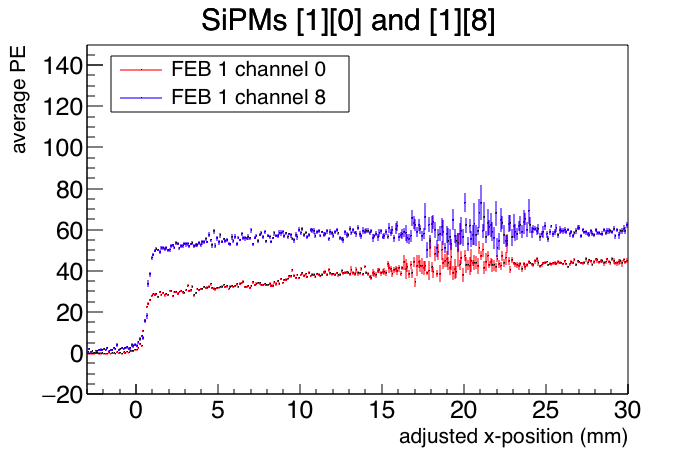 SiPMs [1][0] and [1][8]
average PE
FEB 1 channel 0
FEB 1 channel 8
140
120
100
80
60
40
20
0
−20
0 5 10 15 20 25 30
adjusted x-position (mm)